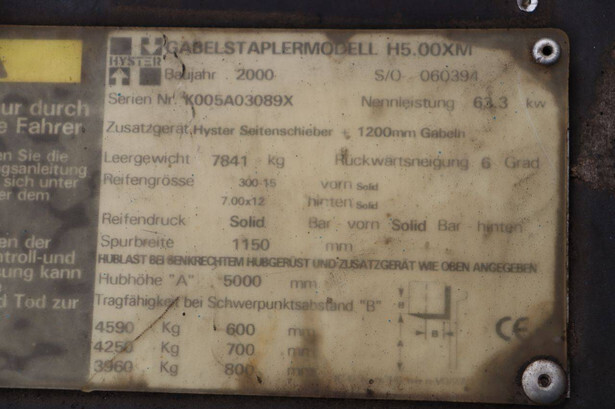 HYSTER
GABELSTAPLERMODELL H5.00XM
Baujahr 2000 S/O 060394
Serien Nr. K005A03089X Nennleistung 63.3 kw
Zusatzgerät Hyster Seitenschieber + 1200mm Gabeln
Leergewicht 7841 kg Rückwärtsneigung 6 Grad
Reifengrösse 300-15 vorn Solid
7.00x12 hinten Solid
Reifendruck Solid Bar vorn Solid Bar hinten
Spurbreite 1150 mm
HUBLAST BEI SENKRECHTEM HUBGERÜST UND ZUSATZGERÄT WIE OBEN ANGEGEBEN
Hubhöhe "A" 5000 mm
Tragfähigkeit bei Schwerpunktsabstand "B"
4590 Kg 600 mm
4250 Kg 700 mm
3960 Kg 800 mm
B
CE
ur durch
e Fahrer
n Sie die
gsanleitung
sich unter
er dem
en der
ntroll-und
sung kann
d Tod zur